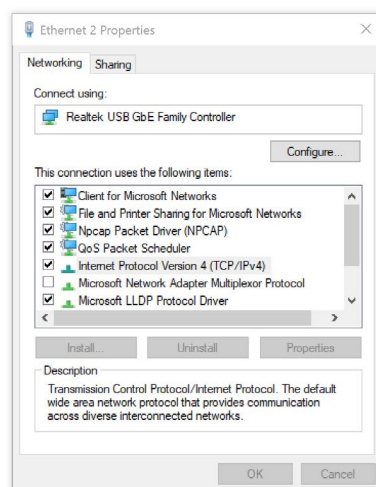 Ethernet 2 Properties
Networking
Sharing
Connect using:
Realtek USB GbE Family Controller
Configure...
This connection uses the following items:
Client for Microsoft Networks
File and Printer Sharing for Microsoft Networks
Npcap Packet Driver (NPCAP)
QoS Packet Scheduler
Internet Protocol Version 4 (TCP/IPv4)
Microsoft Network Adapter Multiplexor Protocol
Microsoft LLDP Protocol Driver
Install...
Uninstall
Properties
Description
Transmission Control Protocol/Internet Protocol. The default
wide area network protocol that provides communication
across diverse interconnected networks.
OK
Cancel